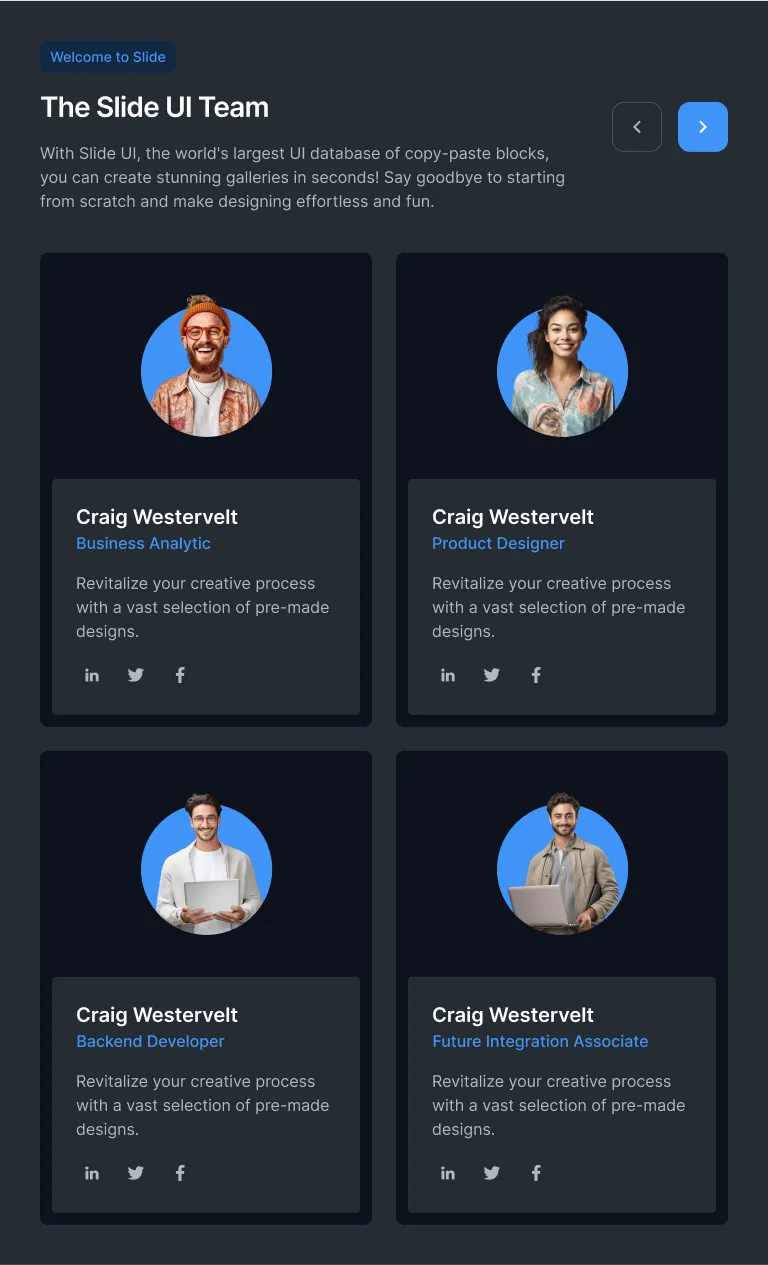 Welcome to Slide
The Slide UI Team
With Slide UI, the world's largest UI database of copy-paste blocks,
you can create stunning galleries in seconds! Say goodbye to starting
from scratch and make designing effortless and fun.
Craig Westervelt
Business Analytic
Revitalize your creative process
with a vast selection of pre-made
designs.
Craig Westervelt
Product Designer
Revitalize your creative process
with a vast selection of pre-made
designs.
Craig Westervelt
Backend Developer
Revitalize your creative process
with a vast selection of pre-made
designs.
Craig Westervelt
Future Integration Associate
Revitalize your creative process
with a vast selection of pre-made
designs.